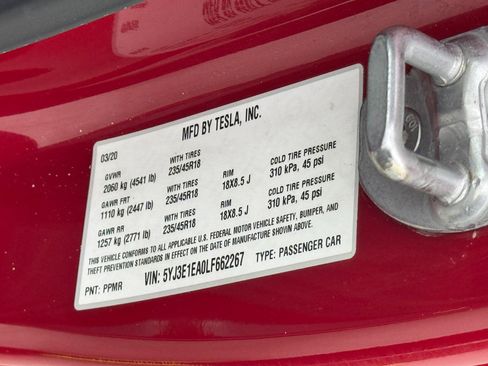 MFD BY TESLA, INC.
03/20
GVWR WITH TIRES RIM COLD TIRE PRESSURE
2060 kg (4541 lb) 235/45R18 18X8.5 J 310 kPa, 45 psi
GAWR FRT WITH TIRES RIM COLD TIRE PRESSURE
1110 kg (2447 lb) 235/45R18 18X8.5 J 310 kPa, 45 psi
GAWR RR WITH TIRES
1257 kg (2771 lb) 235/45R18
THIS VEHICLE CONFORMS TO ALL APPLICABLE U.S. FEDERAL MOTOR VEHICLE SAFETY, BUMPER, AND
THEFT PREVENTION STANDARDS IN EFFECT ON THE DATE OF MANUFACTURE SHOWN ABOVE.
PNT: PPMR VIN: 5YJ3E1EA0LF662267 TYPE: PASSENGER CAR